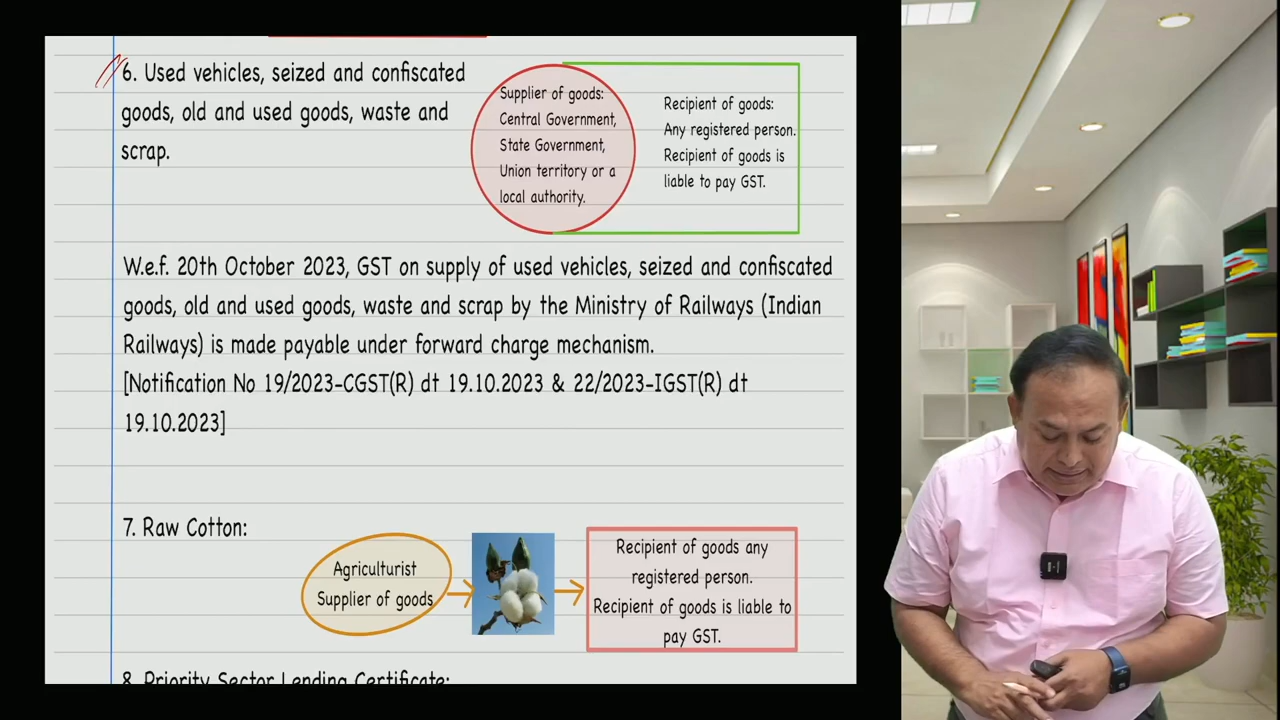 6. Used vehicles, seized and confiscated
goods, old and used goods, waste and
scrap.
Supplier of goods:
Central Government,
State Government,
Union territory or a
local authority.
Recipient of goods:
Any registered person.
Recipient of goods is
liable to pay GST.
W.e.f. 20th October 2023, GST on supply of used vehicles, seized and confiscated
goods, old and used goods, waste and scrap by the Ministry of Railways (Indian
Railways) is made payable under forward charge mechanism.
[Notification No 19/2023-CGST(R) dt 19.10.2023 & 22/2023-IGST(R) dt
19.10.2023]
7. Raw Cotton:
Agriculturist
Supplier of goods
Recipient of goods any
registered person.
Recipient of goods is liable to
pay GST.
8. Priority Sector Lending Certificate: